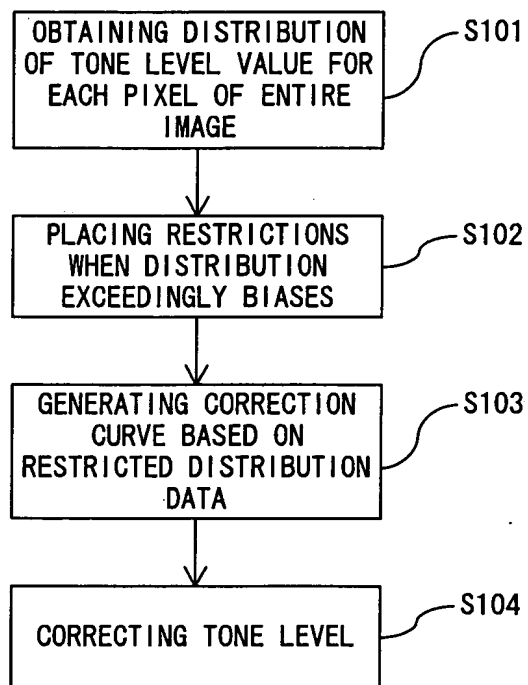 OBTAINING DISTRIBUTION
OF TONE LEVEL VALUE FOR
EACH PIXEL OF ENTIRE
IMAGE
S101
PLACING RESTRICTIONS
WHEN DISTRIBUTION
EXCEEDINGLY BIASES
S102
GENERATING CORRECTION
CURVE BASED ON
RESTRICTED DISTRIBUTION
DATA
S103
CORRECTING TONE LEVEL
S104